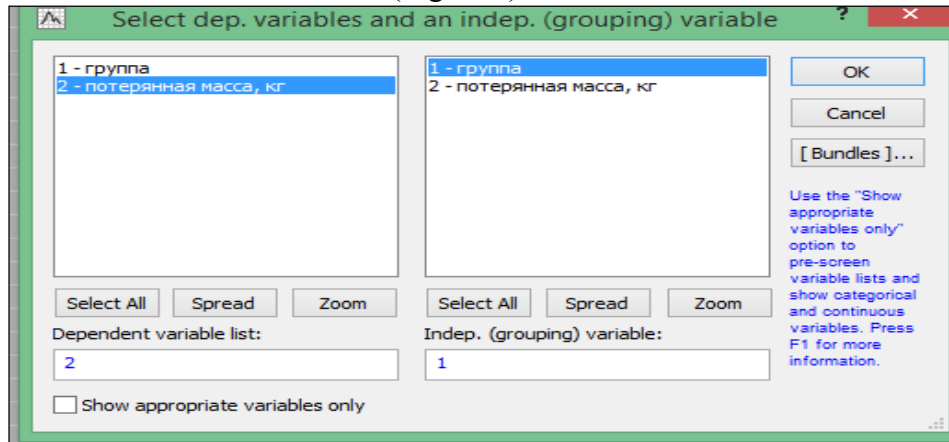 Select dep. variables and an indep. (grouping) variable
? ×
1 - группа
2 - потерянная масса, кг
1 - группа
2 - потерянная масса, кг
OK
Cancel
[ Bundles ]...
Use the "Show
appropriate
variables only"
option to
pre-screen
variable lists and
show categorical
and continuous
variables. Press
F1 for more
information.
Select All Spread Zoom
Select All Spread Zoom
Dependent variable list:
Indep. (grouping) variable:
2
1
Show appropriate variables only